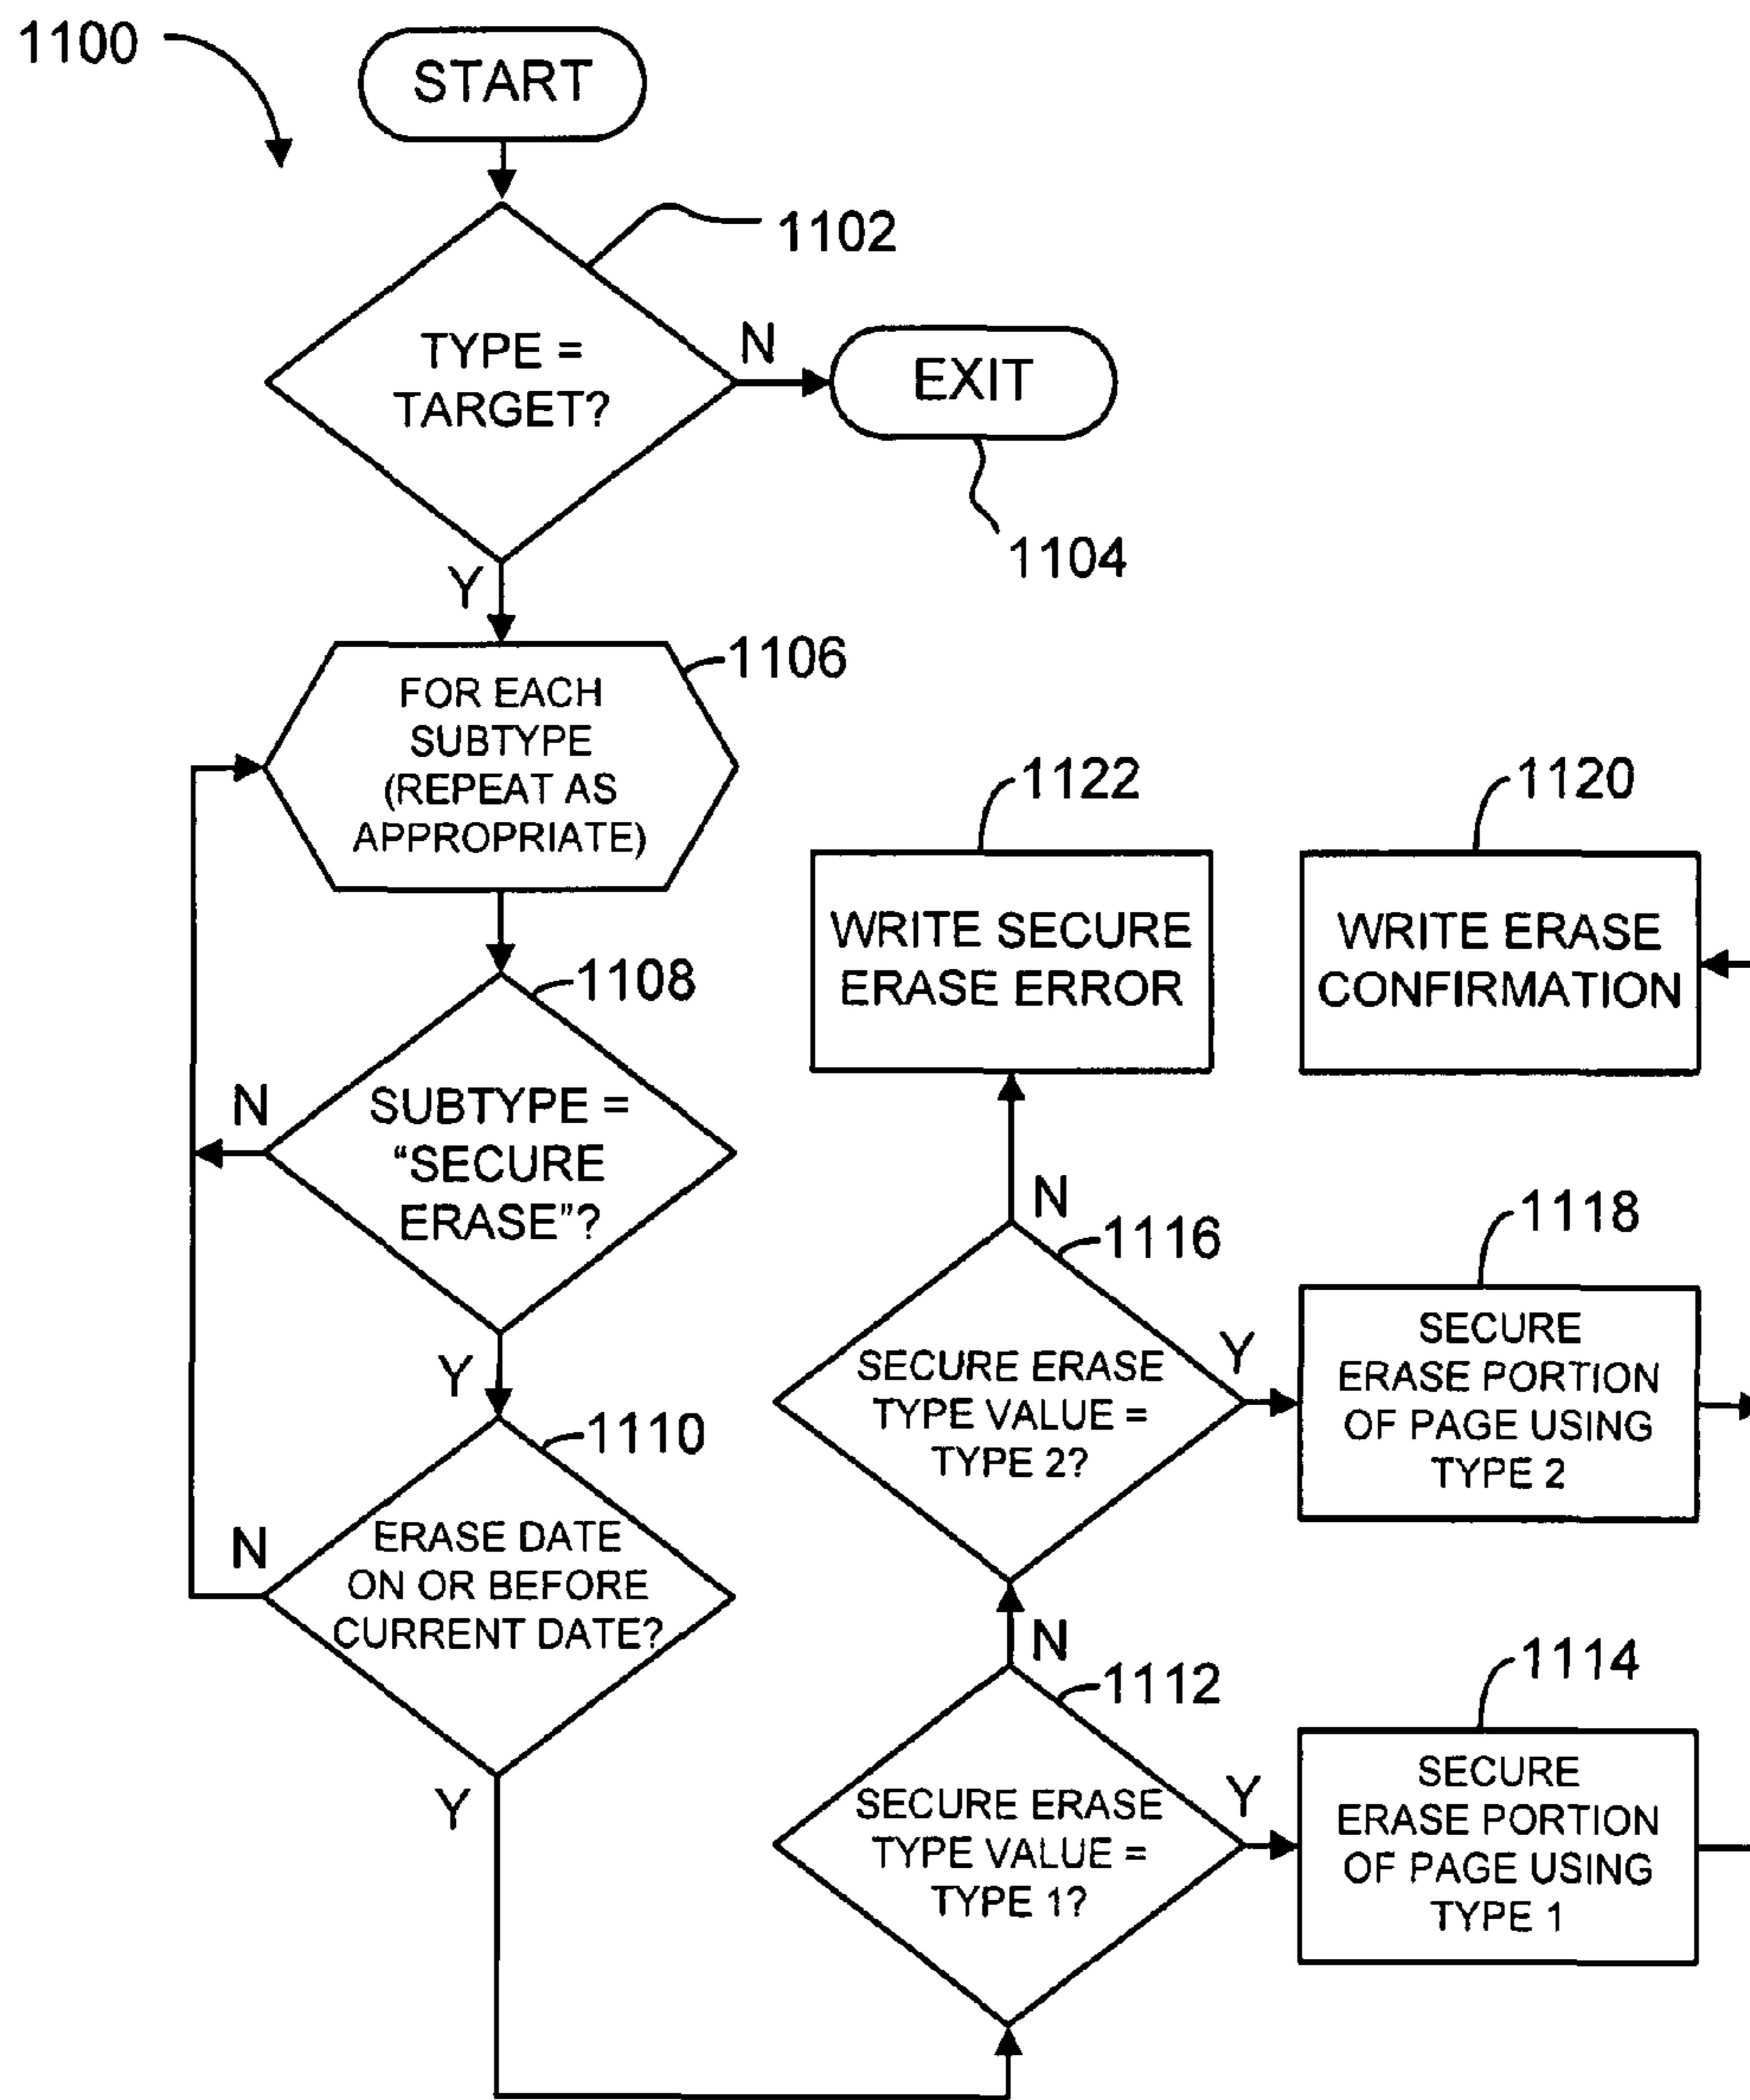 1100
START
1102
TYPE =
TARGET?
N
EXIT
1104
Y
1106
FOR EACH
SUBTYPE
(REPEAT AS
APPROPRIATE)
1108
SUBTYPE =
“SECURE
ERASE”?
N
Y
1110
ERASE DATE
ON OR BEFORE
CURRENT DATE?
N
Y
1112
SECURE ERASE
TYPE VALUE =
TYPE 1?
Y
N
1114
SECURE
ERASE PORTION
OF PAGE USING
TYPE 1
1116
SECURE ERASE
TYPE VALUE =
TYPE 2?
Y
N
1118
SECURE
ERASE PORTION
OF PAGE USING
TYPE 2
1122
WRITE SECURE
ERASE ERROR
1120
WRITE ERASE
CONFIRMATION